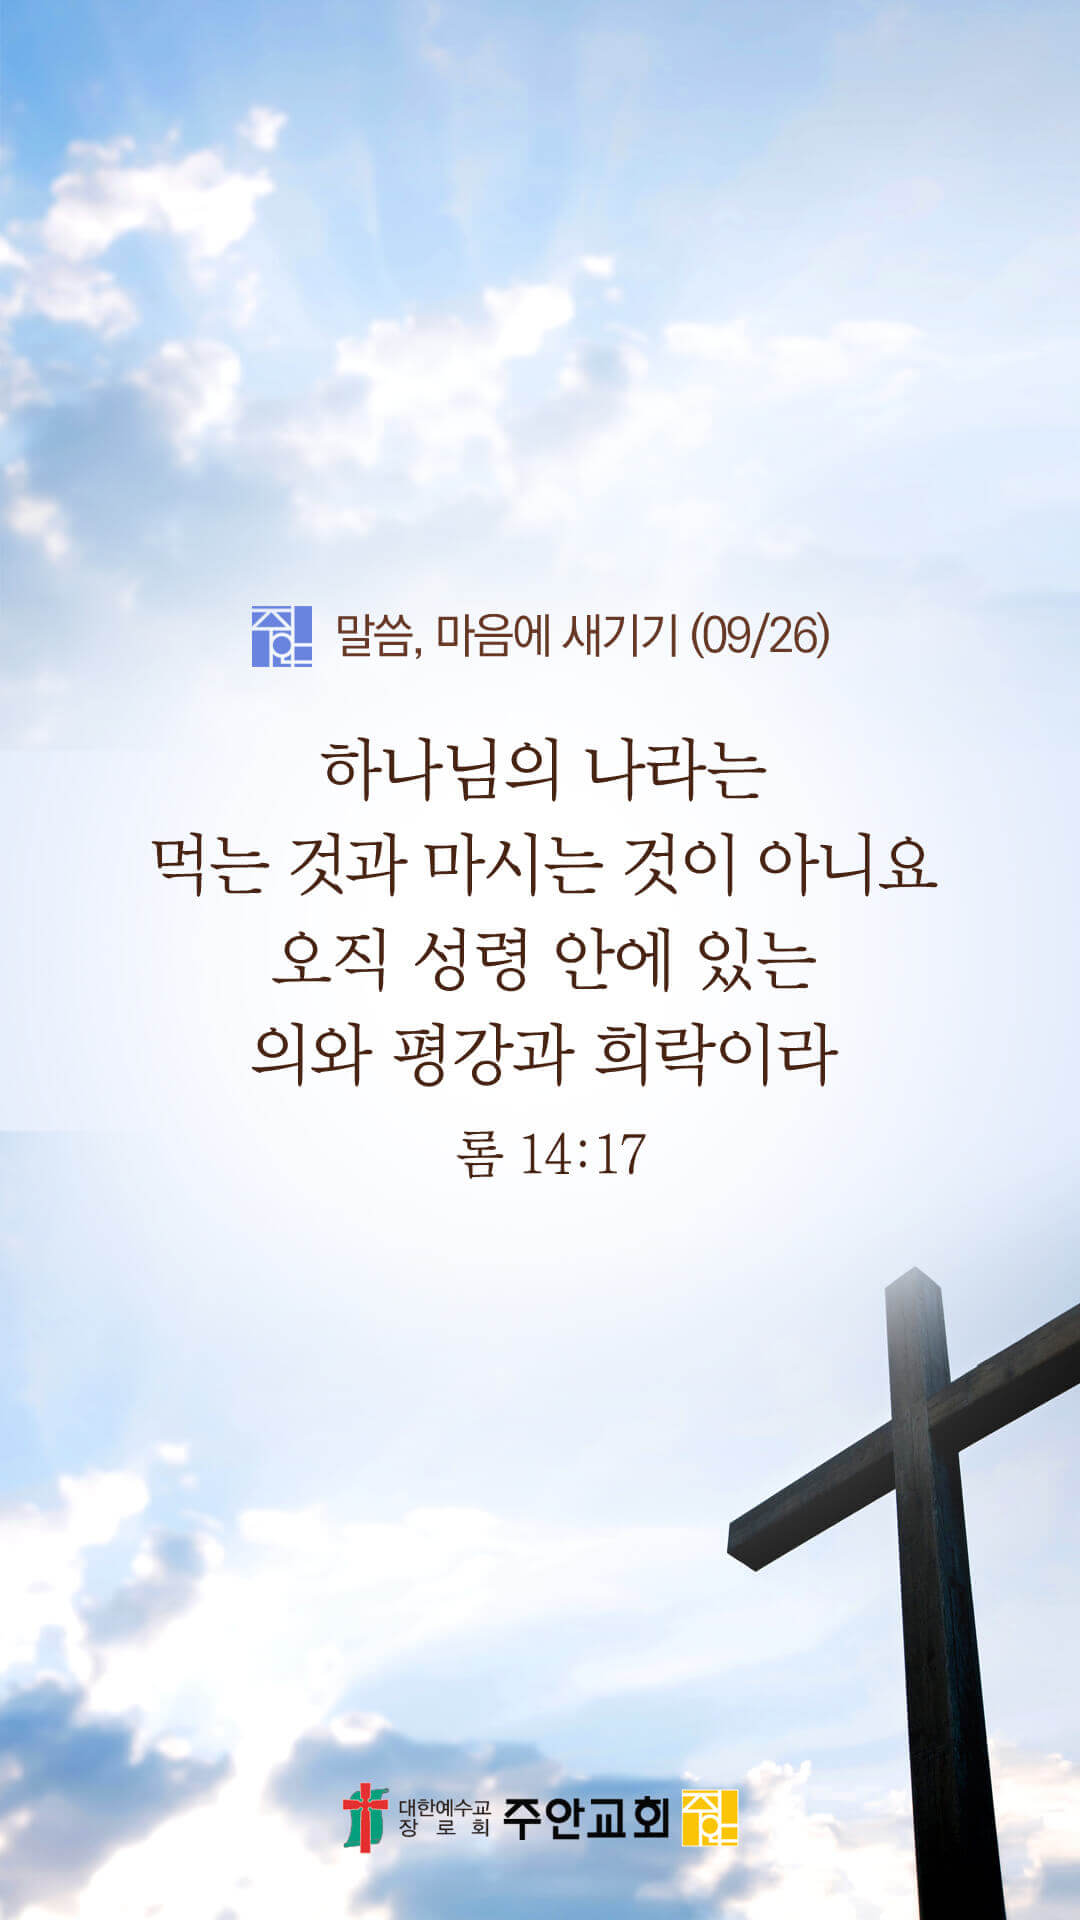 말씀, 마음에 새기기 (09/26)
하나님의 나라는
먹는 것과 마시는 것이 아니요
오직 성령 안에 있는
의와 평강과 희락이라
롬 14:17
대한예수교
장로회
주안교회